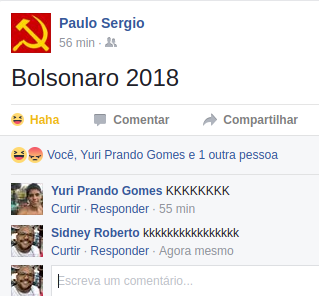 Paulo Sergio
56 min ·
Bolsonaro 2018
Haha Comentar Compartilhar
Você, Yuri Prando Gomes e 1 outra pessoa
Yuri Prando Gomes KKKKKKKK
Curtir · Responder · 55 min
Sidney Roberto kkkkkkkkkkkkkkkk
Curtir · Responder · Agora mesmo
Escreva um comentário...